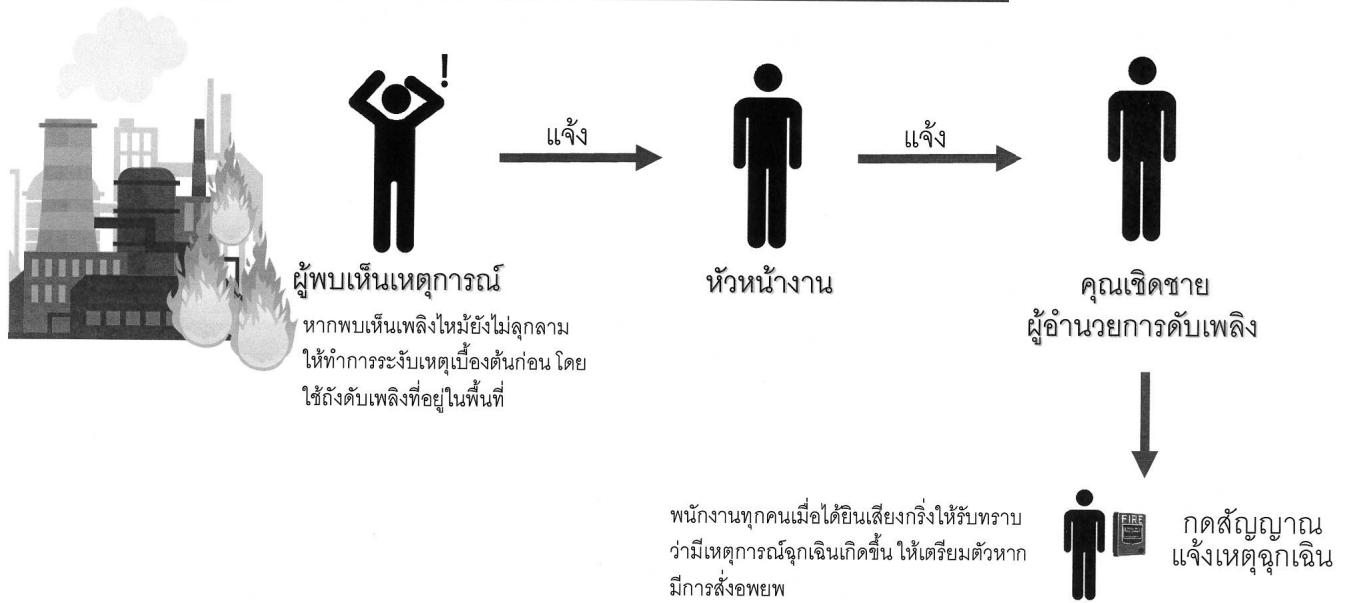 !
แจ้ง
แจ้ง
ผู้พบเห็นเหตุการณ์
หากพบเห็นเพลิงไหม้ยังไม่ลุกลาม
ให้ทำการระงับเหตุเบื้องต้นก่อน โดย
ใช้ถังดับเพลิงที่อยู่ในพื้นที่
หัวหน้างาน
คุณเชิดชาย
ผู้อำนวยการดับเพลิง
พนักงานทุกคนเมื่อได้ยินเสียงกริ่งให้รับทราบ
ว่ามีเหตุการณ์ฉุกเฉินเกิดขึ้น ให้เตรียมตัวหาก
มีการสั่งอพยพ
FIRE
กดสัญญาณ
แจ้งเหตุฉุกเฉิน